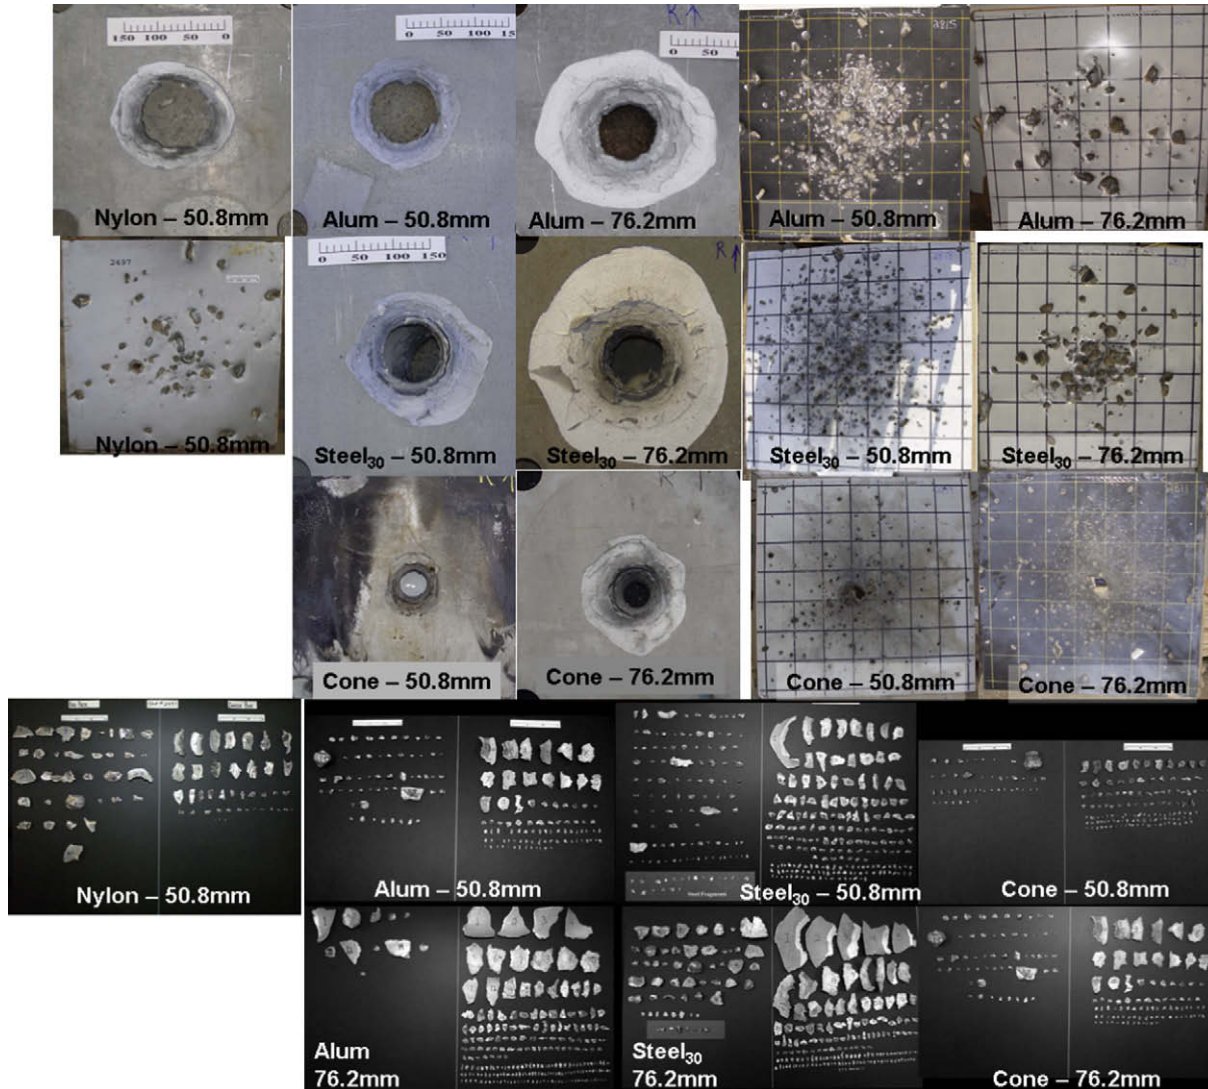 150 100 50 0
0 50 100 15
R↑
0 50
2815
Nylon – 50.8mm
Alum – 50.8mm
Alum – 76.2mm
Alum – 50.8mm
Alum – 76.2mm
2497
0 50 100 150
R↑
Nylon – 50.8mm
Steel₃₀ – 50.8mm
Steel₃₀ – 76.2mm
Steel₃₀ – 50.8mm
Steel₃₀ – 76.2mm
R↑
Cone – 50.8mm
Cone – 76.2mm
Cone – 50.8mm
Cone – 76.2mm
Nylon – 50.8mm
Alum – 50.8mm
Steel Fragments
Steel₃₀ – 50.8mm
Cone – 50.8mm
Alum
76.2mm
Steel₃₀
76.2mm
Cone – 76.2mm